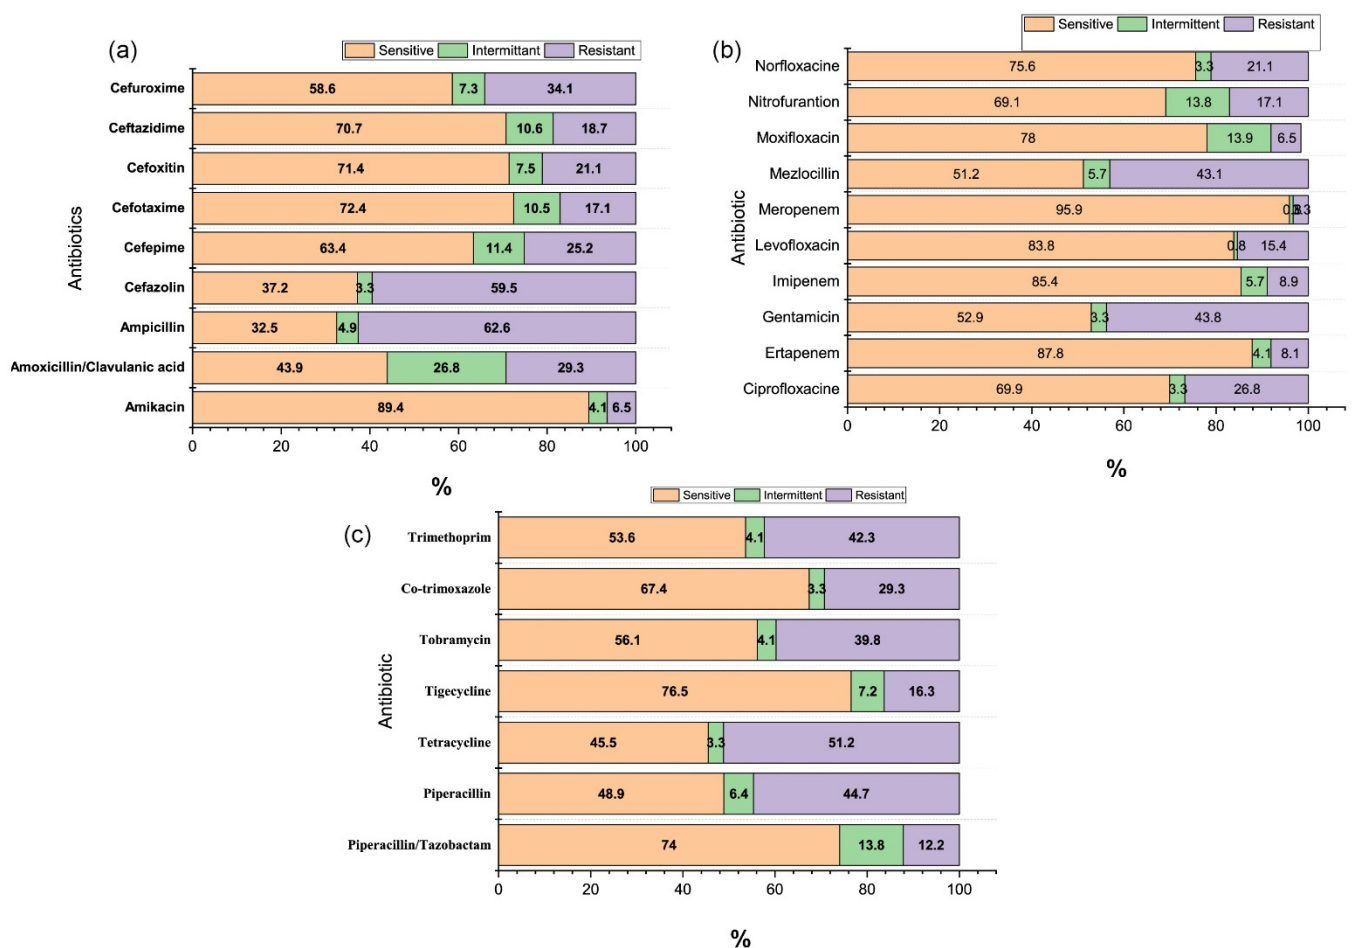 (a)
Sensitive Intermittant Resistant
Antibiotics
Cefuroxime 58.6 7.3 34.1
Ceftazidime 70.7 10.6 18.7
Cefoxitin 71.4 7.5 21.1
Cefotaxime 72.4 10.5 17.1
Cefepime 63.4 11.4 25.2
Cefazolin 37.2 3.3 59.5
Ampicillin 32.5 4.9 62.6
Amoxicillin/Clavulanic acid 43.9 26.8 29.3
Amikacin 89.4 4.1 6.5
0 20 40 60 80 100
%
(b)
Sensitive Intermittent Resistant
Antibiotic
Norfloxacine 75.6 3.3 21.1
Nitrofurantion 69.1 13.8 17.1
Moxifloxacin 78 13.9 6.5
Mezlocillin 51.2 5.7 43.1
Meropenem 95.9 0.8 3.3
Levofloxacin 83.8 0.8 15.4
Imipenem 85.4 5.7 8.9
Gentamicin 52.9 3.3 43.8
Ertapenem 87.8 4.1 8.1
Ciprofloxacine 69.9 3.3 26.8
0 20 40 60 80 100
%
(c)
Sensitive Intermittent Resistant
Antibiotic
Trimethoprim 53.6 4.1 42.3
Co-trimoxazole 67.4 3.3 29.3
Tobramycin 56.1 4.1 39.8
Tigecycline 76.5 7.2 16.3
Tetracycline 45.5 3.3 51.2
Piperacillin 48.9 6.4 44.7
Piperacillin/Tazobactam 74 13.8 12.2
0 20 40 60 80 100
%